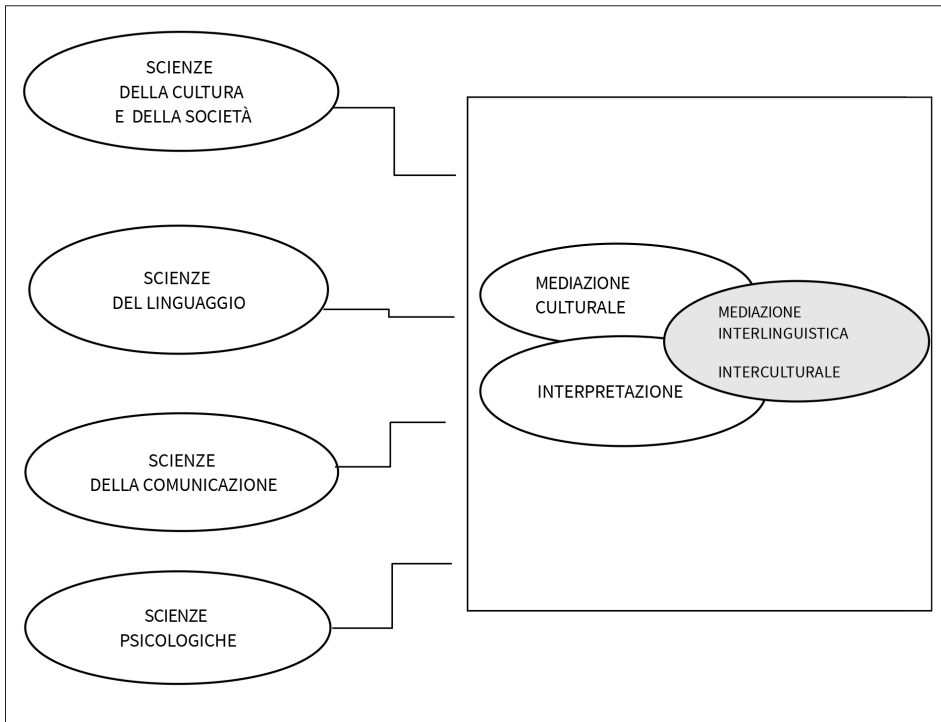 SCIENZE
DELLA CULTURA
E DELLA SOCIETÀ
SCIENZE
DEL LINGUAGGIO
SCIENZE
DELLA COMUNICAZIONE
SCIENZE
PSICOLOGICHE
MEDIAZIONE
CULTURALE
INTERPRETAZIONE
MEDIAZIONE
INTERLINGUISTICA
INTERCULTURALE